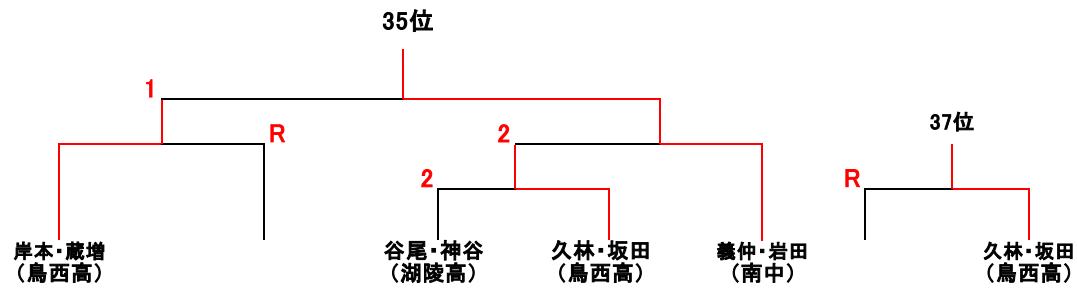 35位
1
R
2
37位
2
R
岸本・蔵増
谷尾・神谷
久林・坂田
義仲・岩田
久林・坂田
（鳥西高）
（湖陵高）
（鳥西高）
（南中）
（鳥西高）